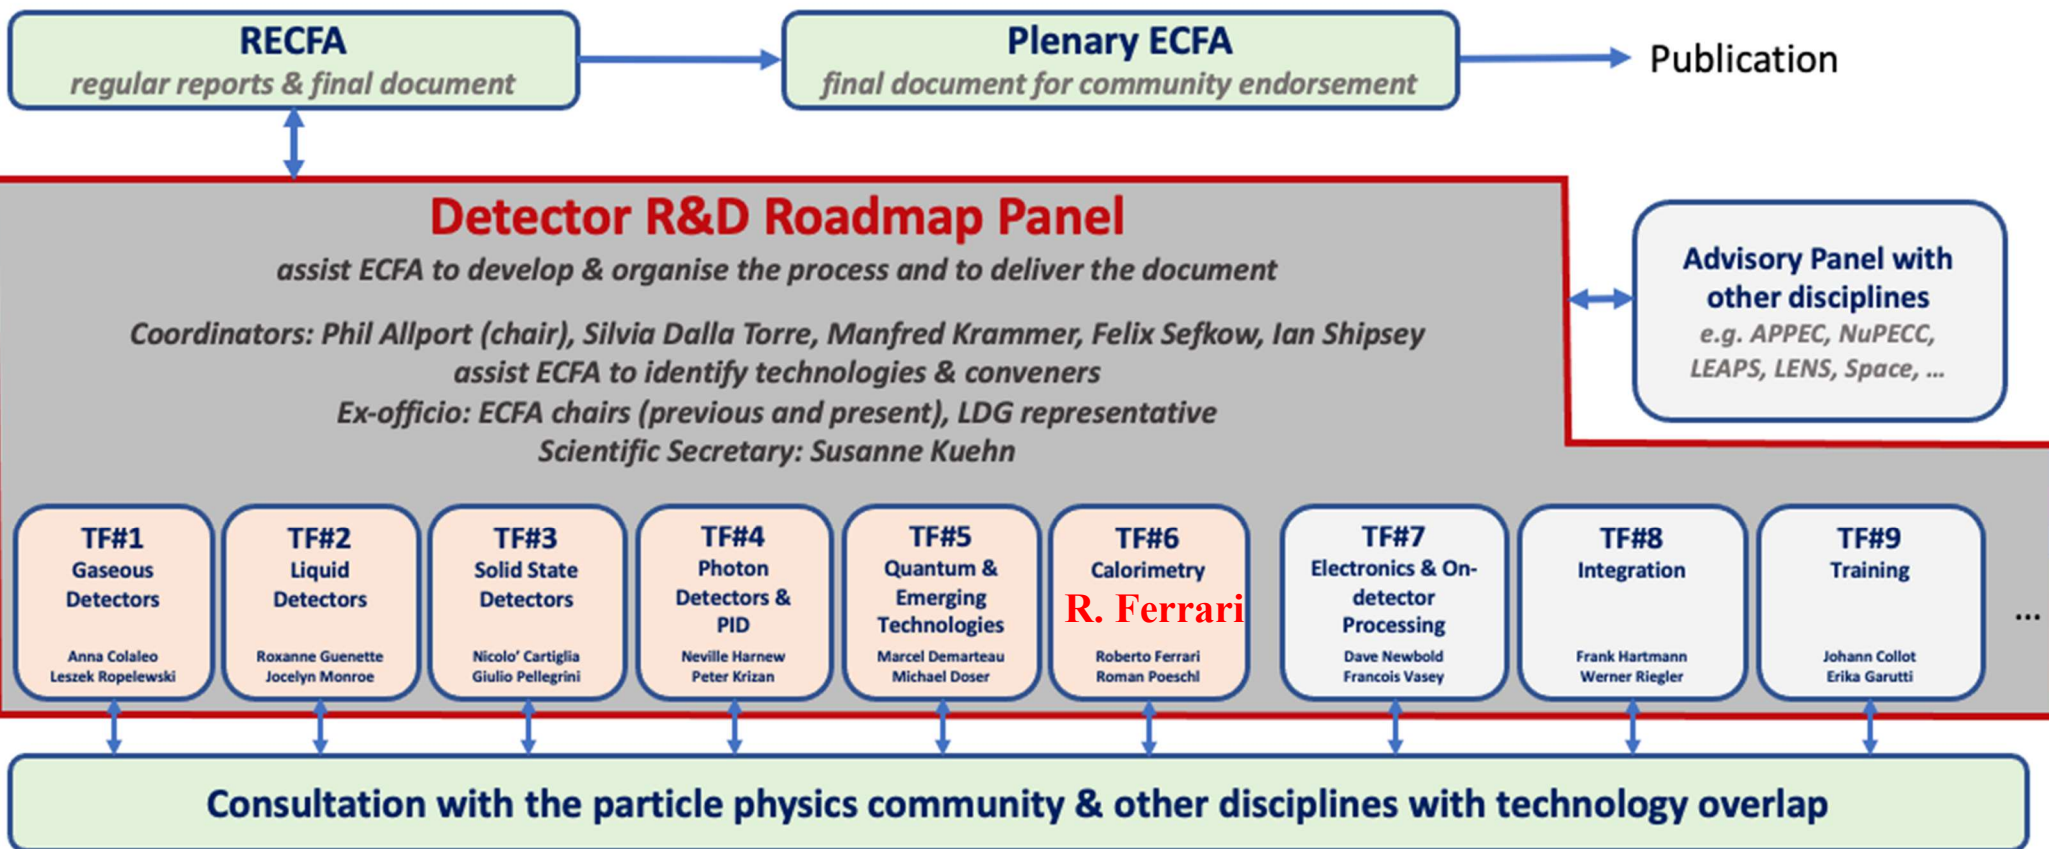 RECFA
regular reports & final document
Plenary ECFA
final document for community endorsement
Publication
Detector R&D Roadmap Panel
assist ECFA to develop & organise the process and to deliver the document
Coordinators: Phil Allport (chair), Silvia Dalla Torre, Manfred Krammer, Felix Sefkow, Ian Shipsey
assist ECFA to identify technologies & conveners
Ex-officio: ECFA chairs (previous and present), LDG representative
Scientific Secretary: Susanne Kuehn
Advisory Panel with
other disciplines
e.g. APPEC, NuPECC,
LEAPS, LENS, Space, ...
TF#1
Gaseous
Detectors
Anna Colaleo
Leszek Ropelewski
TF#2
Liquid
Detectors
Roxanne Guenette
Jocelyn Monroe
TF#3
Solid State
Detectors
Nicolo' Cartiglia
Giulio Pellegrini
TF#4
Photon
Detectors &
PID
Neville Harnew
Peter Krizan
TF#5
Quantum &
Emerging
Technologies
Marcel Demarteau
Michael Doser
TF#6
Calorimetry
R. Ferrari
Roberto Ferrari
Roman Poeschl
TF#7
Electronics & On-
detector
Processing
Dave Newbold
Francois Vasey
TF#8
Integration
Frank Hartmann
Werner Riegler
TF#9
Training
Johann Collot
Erika Garutti
...
Consultation with the particle physics community & other disciplines with technology overlap